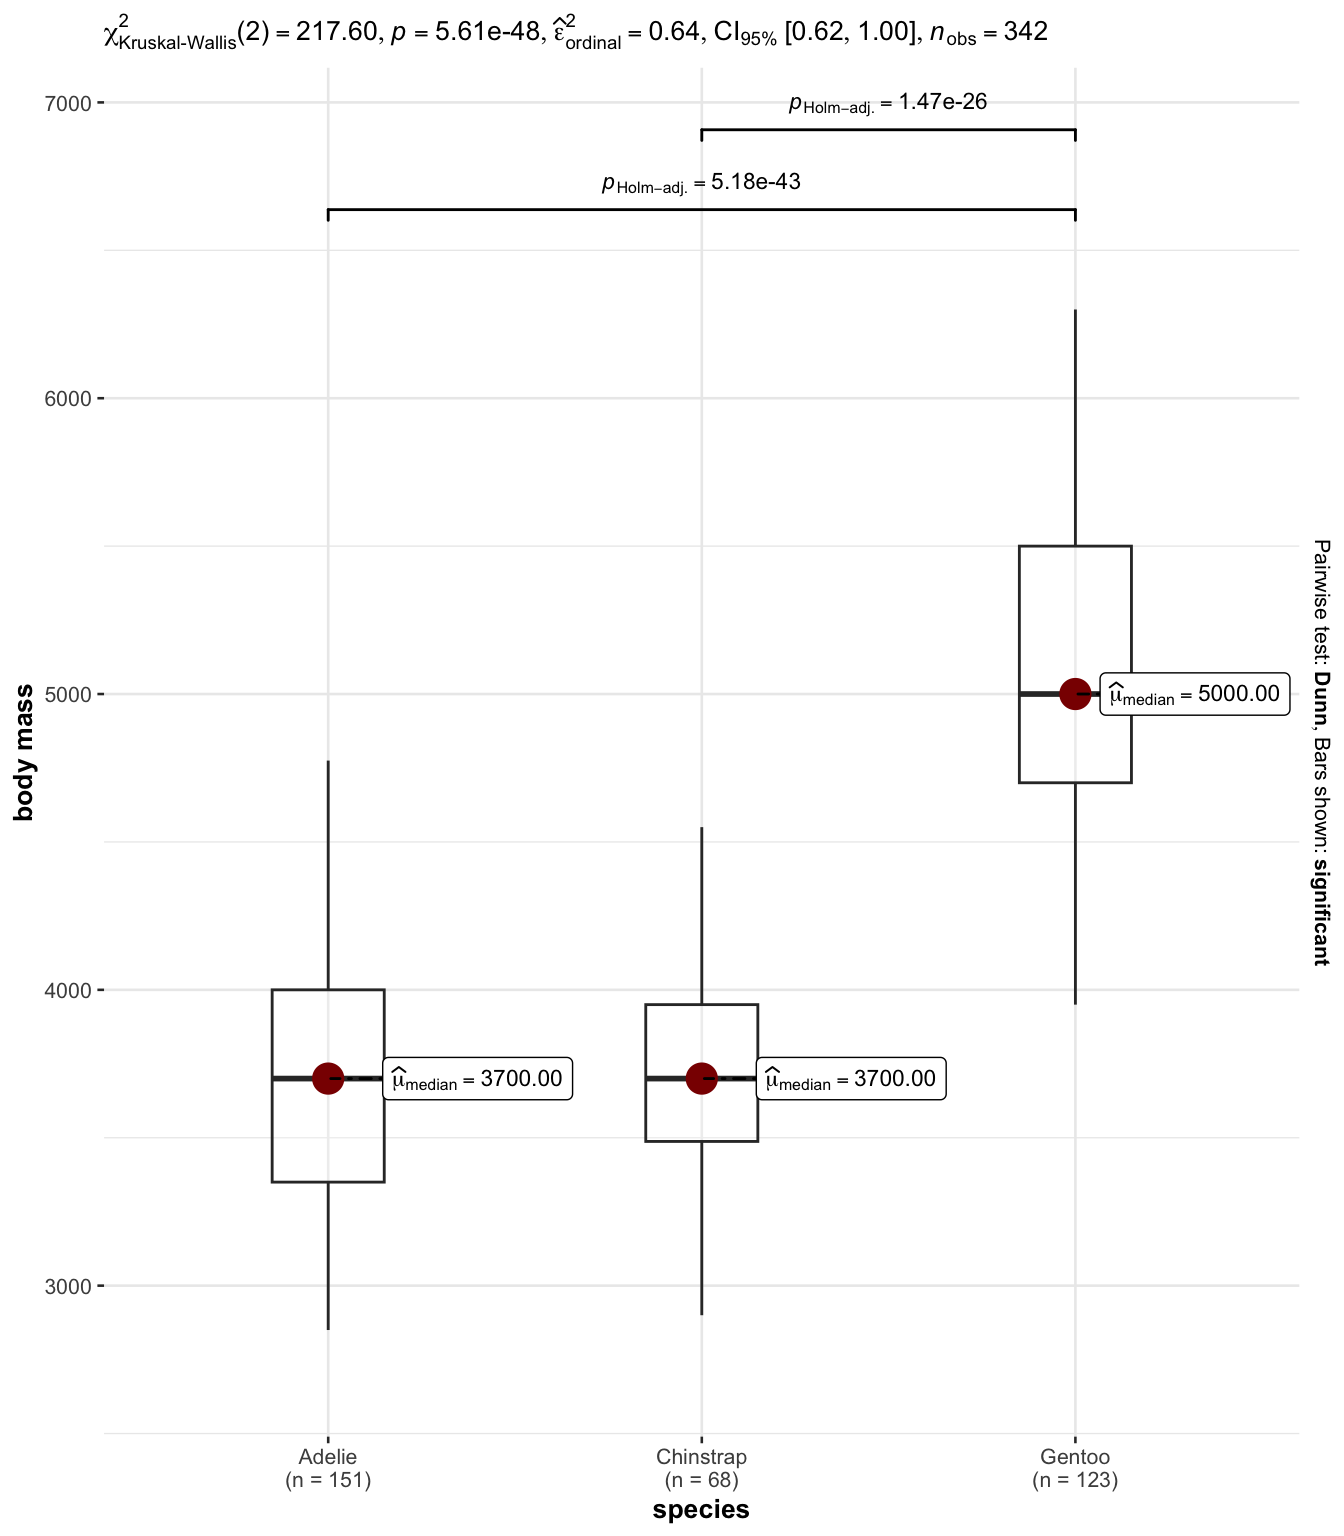 χ²Kruskal-Wallis(2) = 217.60, p = 5.61e-48, ε̂²ordinal = 0.64, CI95% [0.62, 1.00], nobs = 342
7000
pHolm−adj. = 1.47e-26
pHolm−adj. = 5.18e-43
6000
5000
μ̂median = 5000.00
4000
μ̂median = 3700.00
μ̂median = 3700.00
3000
body mass
Pairwise test: Dunn, Bars shown: significant
Adelie
(n = 151)
Chinstrap
(n = 68)
Gentoo
(n = 123)
species